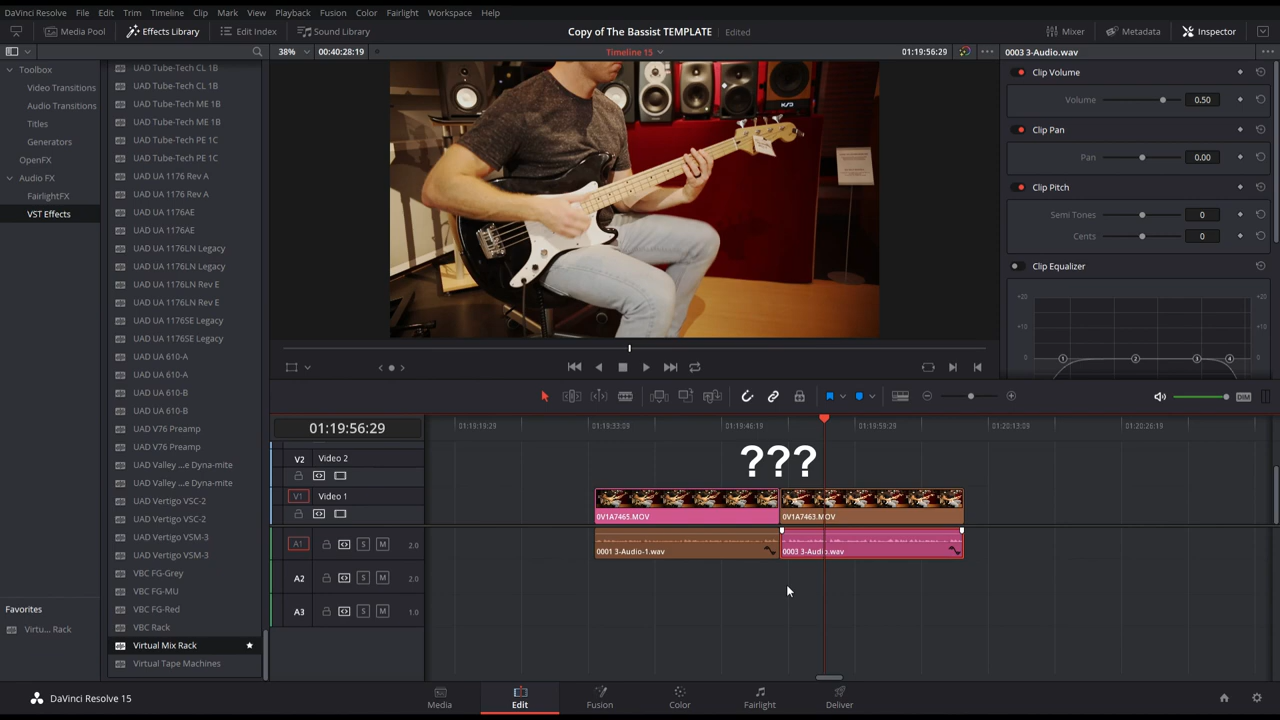 DaVinci Resolve File Edit Trim Timeline Clip Mark View Playback Fusion Color Fairlight Workspace Help
Media Pool Effects Library Edit Index Sound Library Copy of The Bassist TEMPLATE Edited Mixer Metadata Inspector
38% 00:40:28:19 Timeline 15 01:19:56:29 0003 3-Audio.wav
Toolbox
Video Transitions
Audio Transitions
Titles
Generators
OpenFX
Audio FX
FairlightFX
VST Effects
Favorites
Virtu... Rack
UAD Tube-Tech CL 1B
UAD Tube-Tech CL 1B
UAD Tube-Tech ME 1B
UAD Tube-Tech ME 1B
UAD Tube-Tech PE 1C
UAD Tube-Tech PE 1C
UAD UA 1176 Rev A
UAD UA 1176 Rev A
UAD UA 1176AE
UAD UA 1176AE
UAD UA 1176LN Legacy
UAD UA 1176LN Legacy
UAD UA 1176LN Rev E
UAD UA 1176LN Rev E
UAD UA 1176SE Legacy
UAD UA 1176SE Legacy
UAD UA 610-A
UAD UA 610-A
UAD UA 610-B
UAD UA 610-B
UAD V76 Preamp
UAD V76 Preamp
UAD Valley ...e Dyna-mite
UAD Valley ...e Dyna-mite
UAD Vertigo VSC-2
UAD Vertigo VSC-2
UAD Vertigo VSM-3
UAD Vertigo VSM-3
VBC FG-Grey
VBC FG-MU
VBC FG-Red
VBC Rack
Virtual Mix Rack
Virtual Tape Machines
Clip Volume
Volume 0.50
Clip Pan
Pan 0.00
Clip Pitch
Semi Tones 0
Cents 0
Clip Equalizer
+20 +20
+10 +10
0 1 2 3 4 0
DIM
01:19:56:29 01:19:19:29 01:19:33:09 01:19:46:19 01:19:59:29 01:20:13:09 01:20:26:19
???
V2 Video 2
V1 Video 1
0V1A7465.MOV 0V1A7463.MOV
A1 S M 2.0
0001 3-Audio-1.wav 0003 3-Audio.wav
A2 S M 2.0
A3 S M 1.0
DaVinci Resolve 15 Media Edit Fusion Color Fairlight Deliver